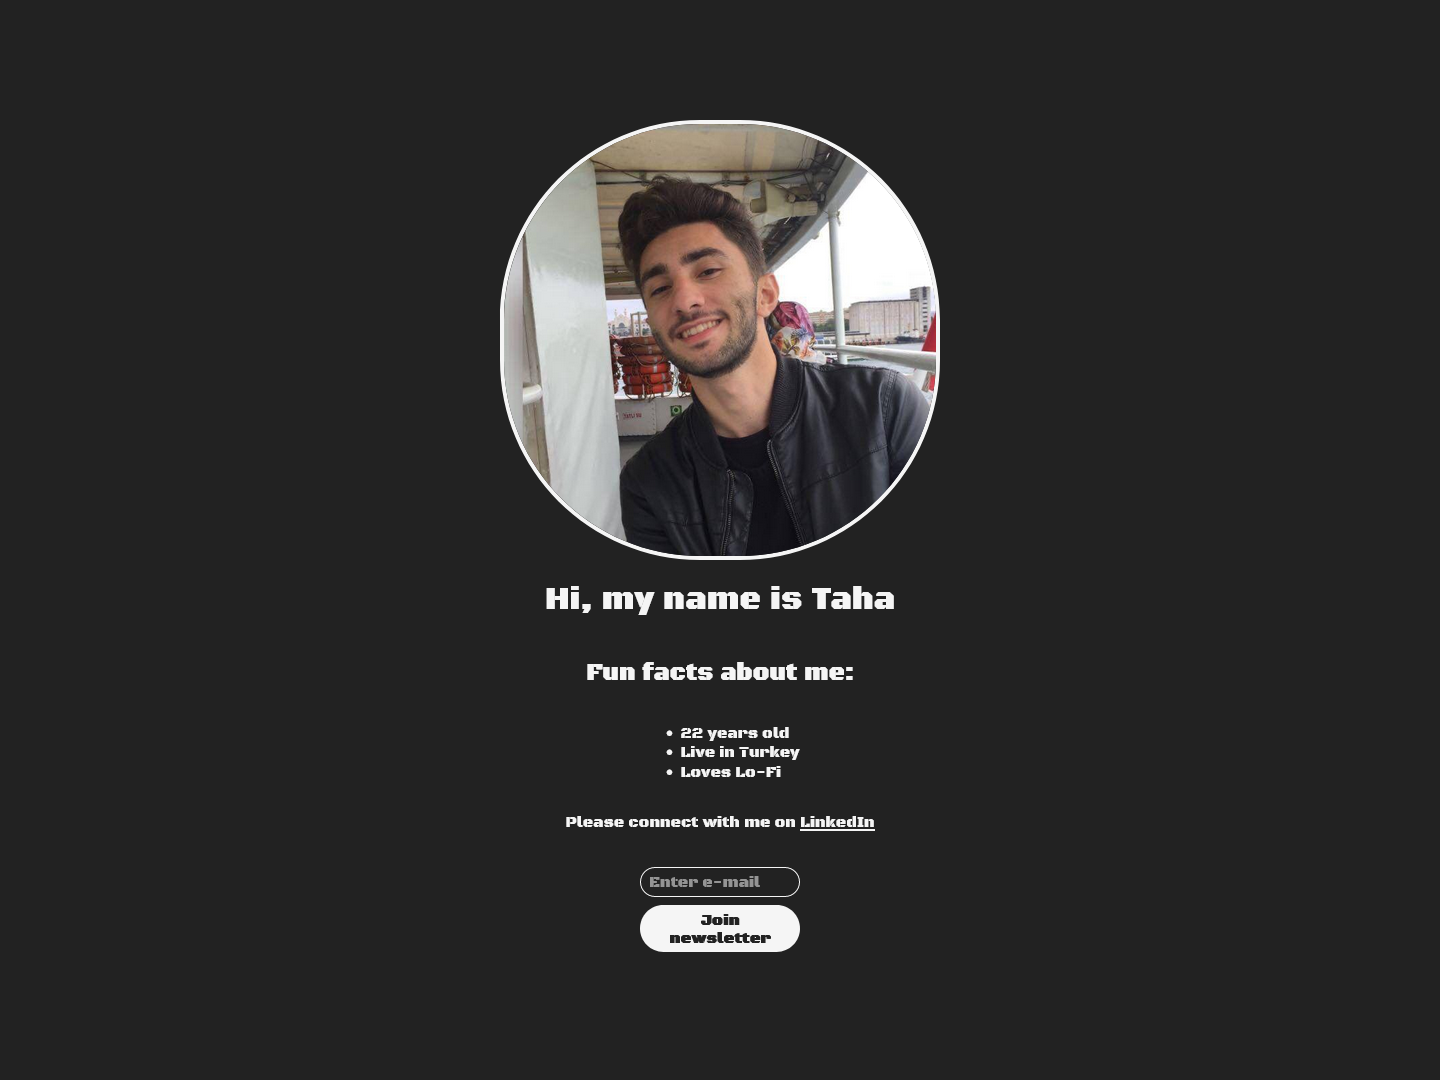 Hi, my name is Taha
Fun facts about me:
• 22 years old
• Live in Turkey
• Loves Lo-Fi
Please connect with me on LinkedIn
Enter e-mail
Join
newsletter